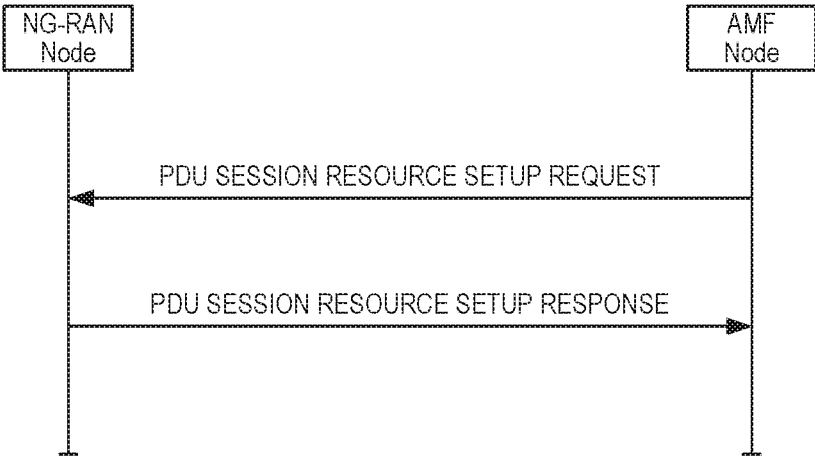 NG-RAN
Node
AMF
Node
PDU SESSION RESOURCE SETUP REQUEST
PDU SESSION RESOURCE SETUP RESPONSE